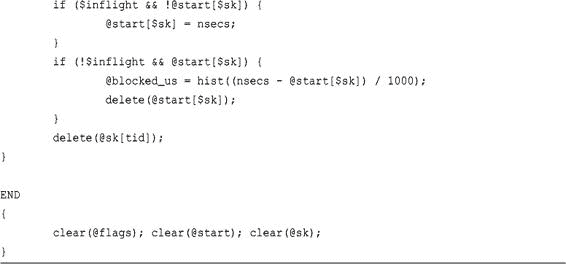 if ($inflight && !@start[$sk]) {
                @start[$sk] = nsecs;
        }
        if (!$inflight && @start[$sk]) {
                @blocked_us = hist((nsecs - @start[$sk]) / 1000);
                delete(@start[$sk]);
        }
        delete(@sk[tid]);
}

END
{
        clear(@flags); clear(@start); clear(@sk);
}